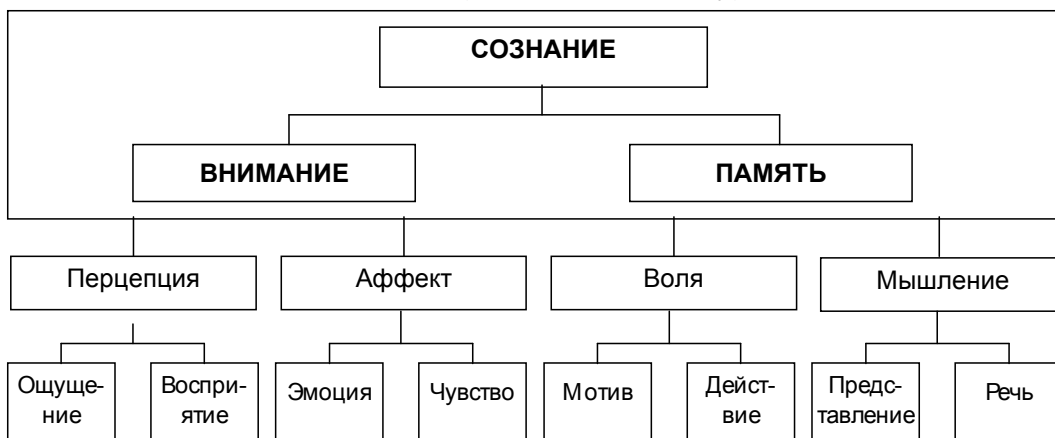 СОЗНАНИЕ
ВНИМАНИЕ
ПАМЯТЬ
Перцепция
Аффект
Воля
Мышление
Ощуще-
ние
Воспри-
ятие
Эмоция
Чувство
Мотив
Дейст-
вие
Предс-
тавление
Речь